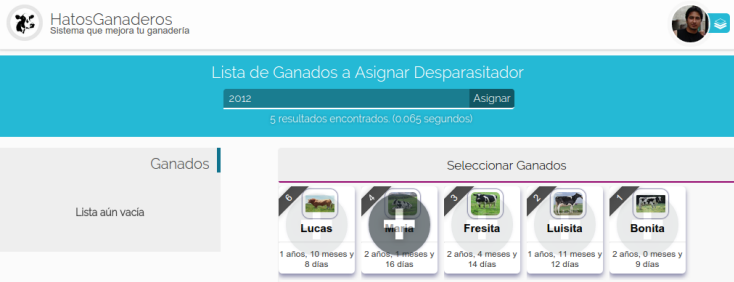 HatosGanaderos
Sistema que mejora tu ganadería
Lista de Ganados a Asignar Desparasitador
2012 Asignar
5 resultados encontrados. (0.065 segundos)
Ganados
Lista aún vacía
Seleccionar Ganados
6 4 3 2 1
Lucas María Fresita Luisita Bonita
1 años, 10 meses y 8 días
2 años, 1 meses y 16 días
2 años, 4 meses y 14 días
1 años, 11 meses y 12 días
2 años, 0 meses y 9 días